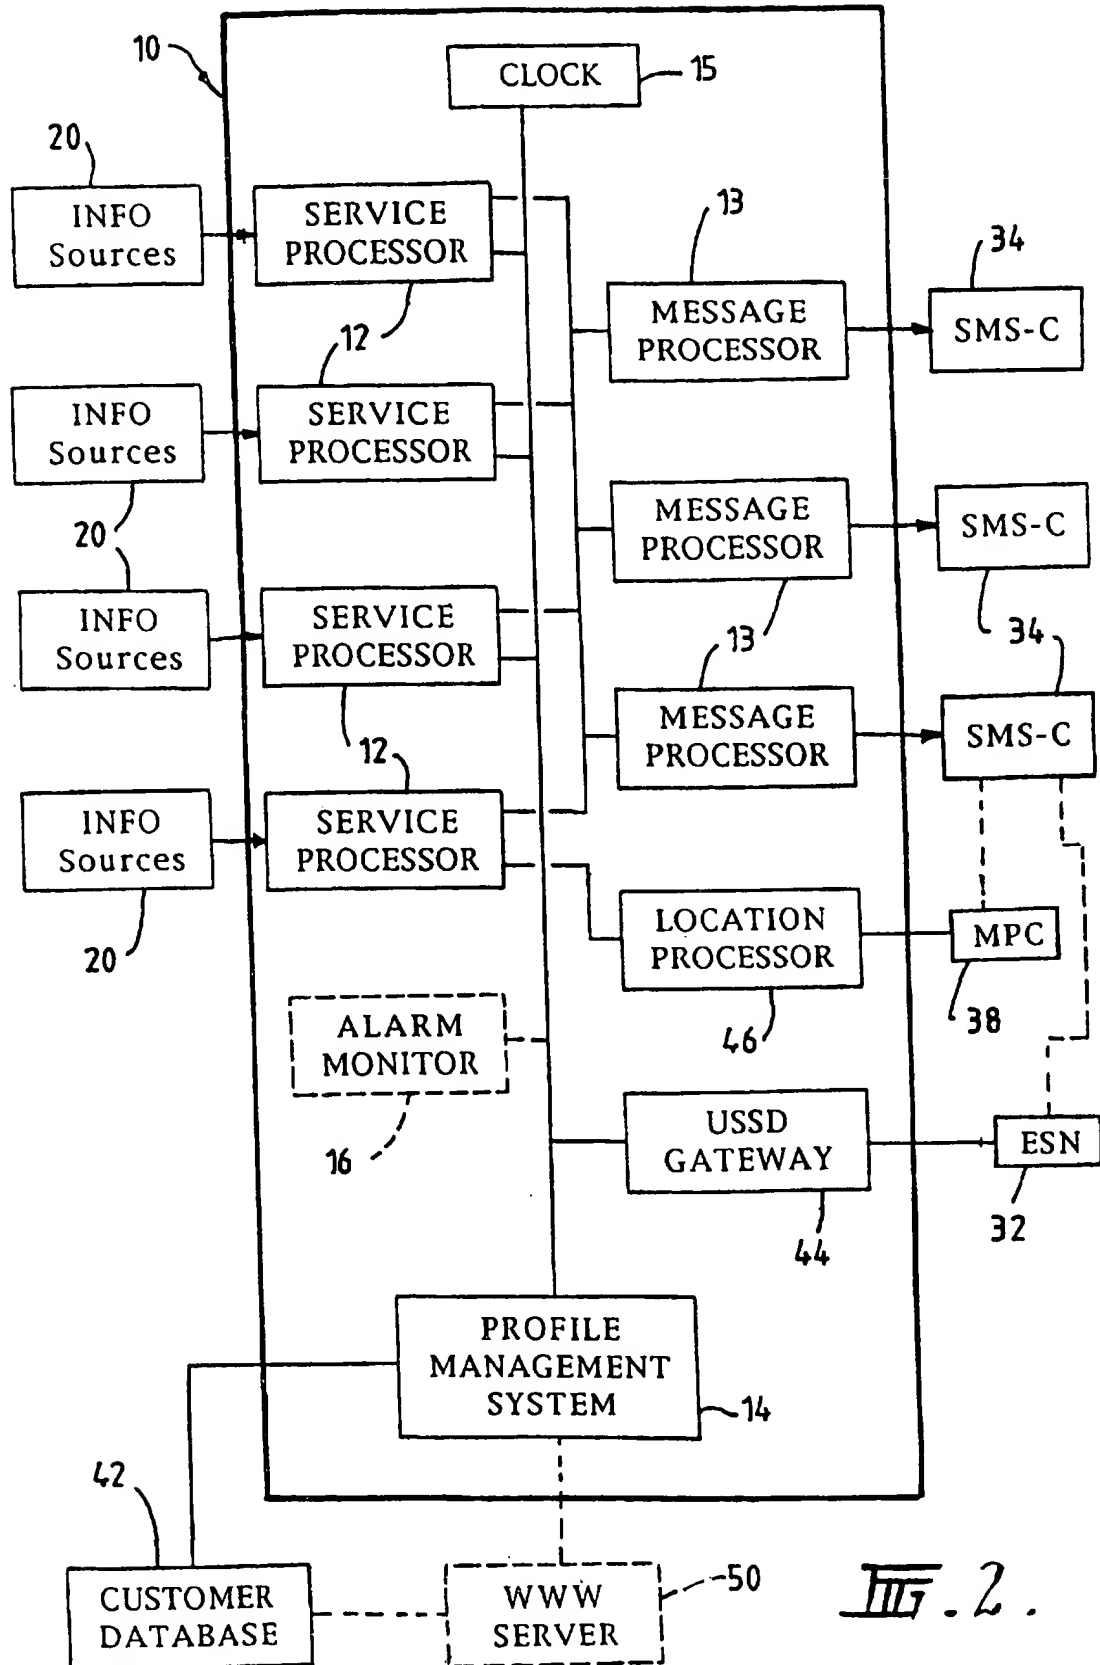 10
CLOCK
15
20
INFO
Sources
SERVICE
PROCESSOR
13
34
MESSAGE
PROCESSOR
SMS-C
12
INFO
Sources
SERVICE
PROCESSOR
20
MESSAGE
PROCESSOR
SMS-C
INFO
Sources
SERVICE
PROCESSOR
13
34
MESSAGE
PROCESSOR
SMS-C
12
INFO
Sources
SERVICE
PROCESSOR
20
LOCATION
PROCESSOR
MPC
46
38
ALARM
MONITOR
16
USSD
GATEWAY
ESN
44
32
PROFILE
MANAGEMENT
SYSTEM
14
42
CUSTOMER
DATABASE
WWW
SERVER
50
FIG. 2.